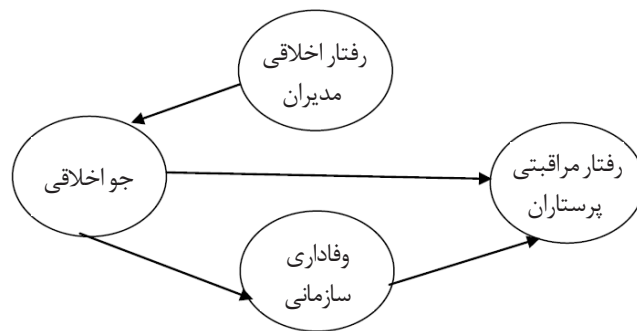 رفتار اخلاقی
مدیران
رفتار مراقبتی
پرستاران
جو اخلاقی
وفاداری
سازمانی